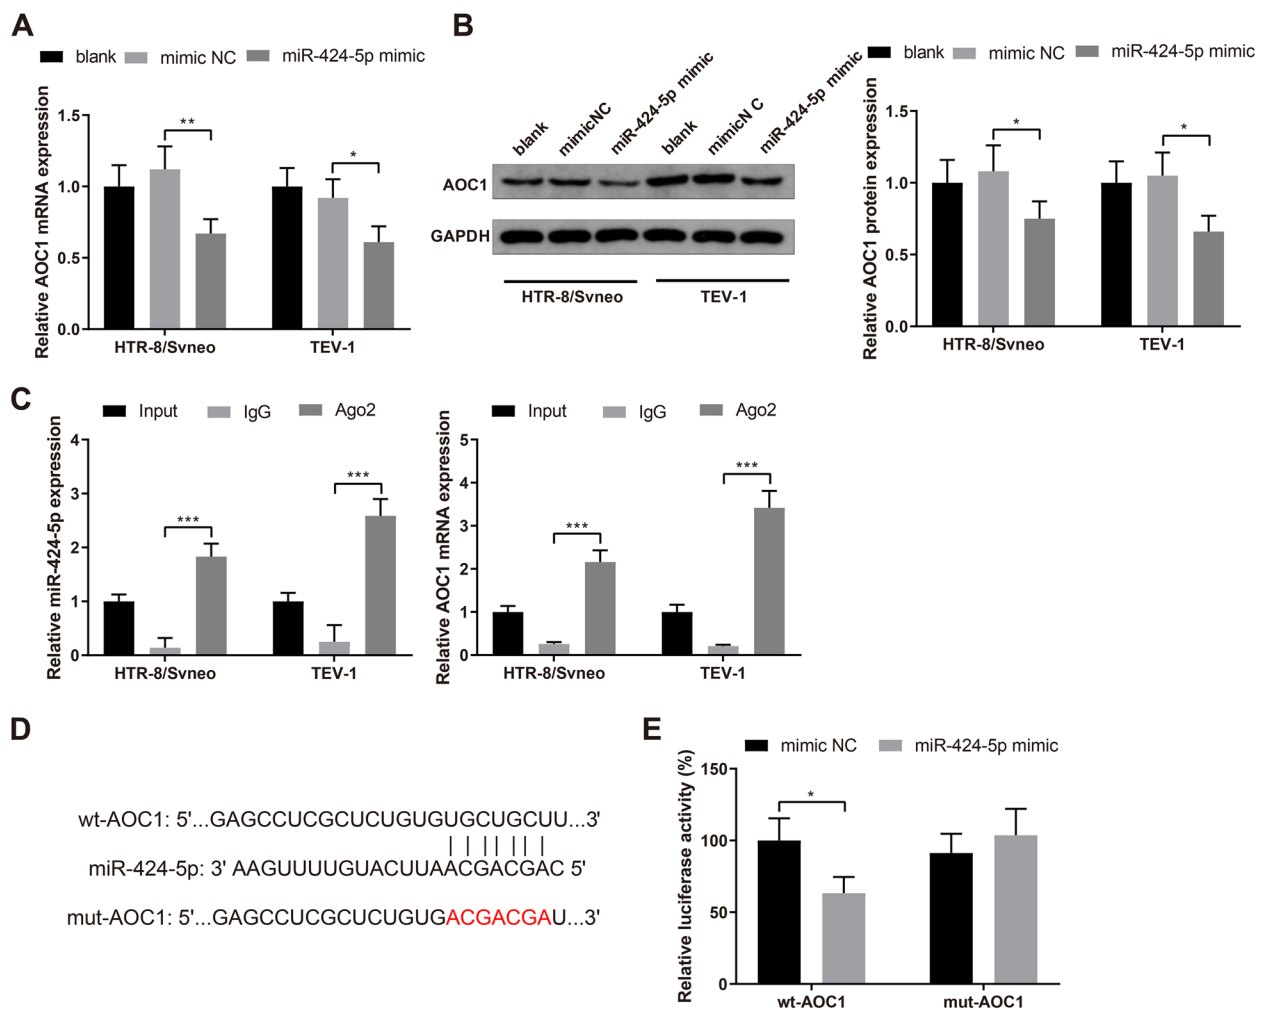 A
blank mimic NC miR-424-5p mimic
Relative AOC1 mRNA expression
1.5
1.0
0.5
0.0
** *
HTR-8/Svneo TEV-1
B
blank mimicNC miR-424-5p mimic blank mimicN C miR-424-5p mimic
AOC1
GAPDH
HTR-8/Svneo TEV-1
blank mimic NC miR-424-5p mimic
Relative AOC1 protein expression
1.5
1.0
0.5
0.0
* *
HTR-8/Svneo TEV-1
C
Input IgG Ago2
Relative miR-424-5p expression
4
3
2
1
0
*** ***
HTR-8/Svneo TEV-1
Input IgG Ago2
Relative AOC1 mRNA expression
5
4
3
2
1
0
*** ***
HTR-8/Svneo TEV-1
D
wt-AOC1: 5'...GAGCCUCGCUCUGUGUGCUGCUU...3'
miR-424-5p: 3' AAGUUUUGUACUUAACGACGAC 5'
mut-AOC1: 5'...GAGCCUCGCUCUGUGACGACGAU...3'
E
mimic NC miR-424-5p mimic
Relative luciferase activity (%)
150
100
50
0
*
wt-AOC1 mut-AOC1